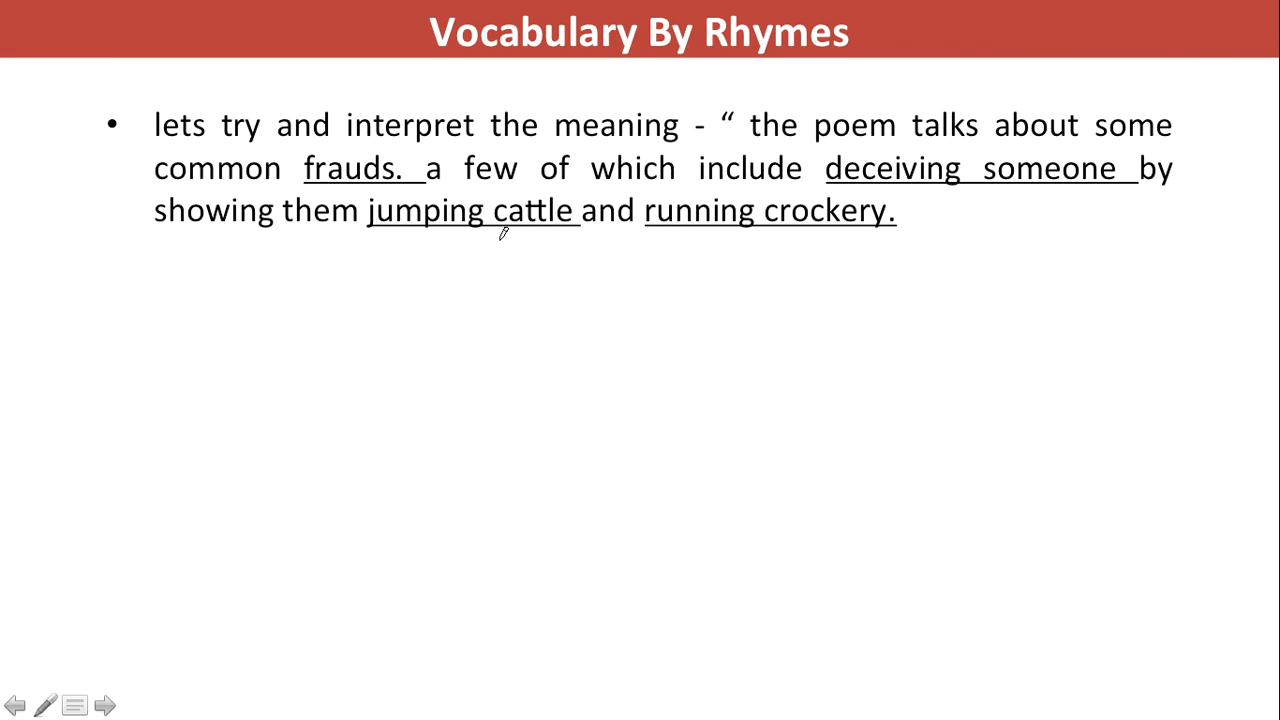 Vocabulary By Rhymes
• lets try and interpret the meaning - “ the poem talks about some
common frauds. a few of which include deceiving someone by
showing them jumping cattle and running crockery.